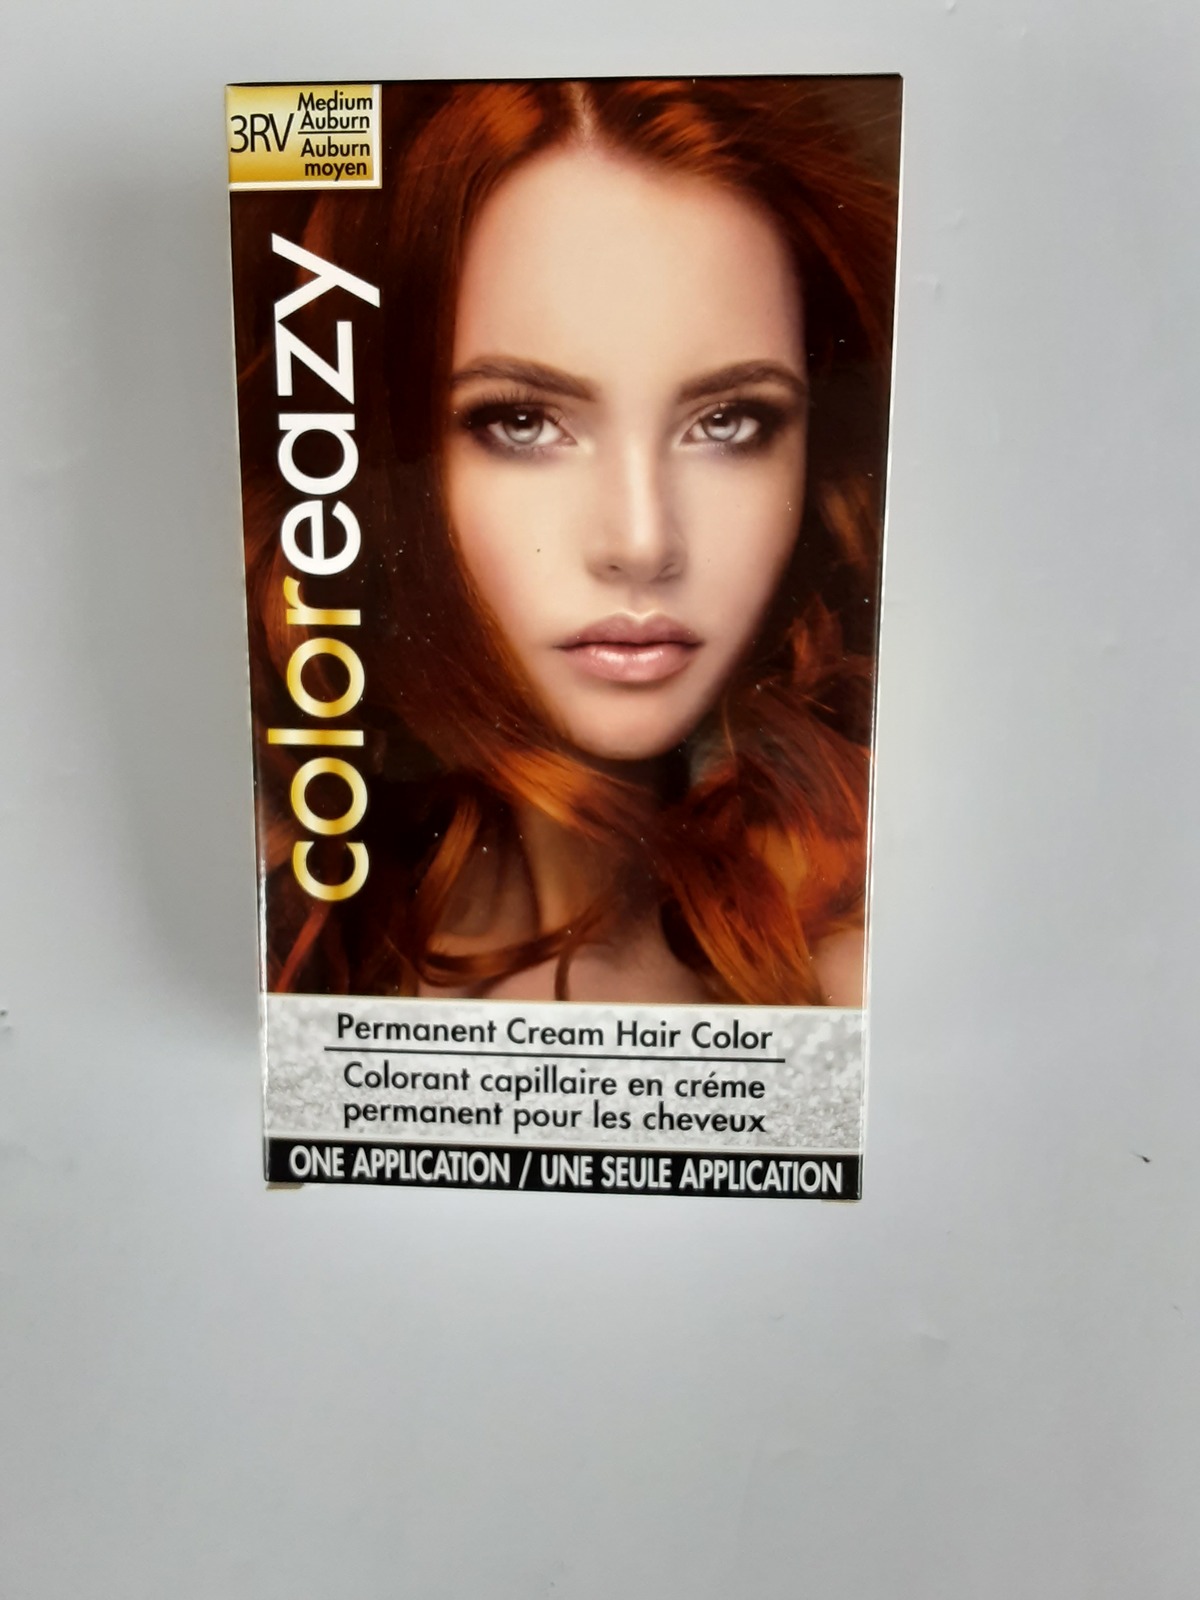 3RV
Medium
Auburn
Auburn
moyen
coloreazy
Permanent Cream Hair Color
Colorant capillaire en créme
permanent pour les cheveux
ONE APPLICATION / UNE SEULE APPLICATION